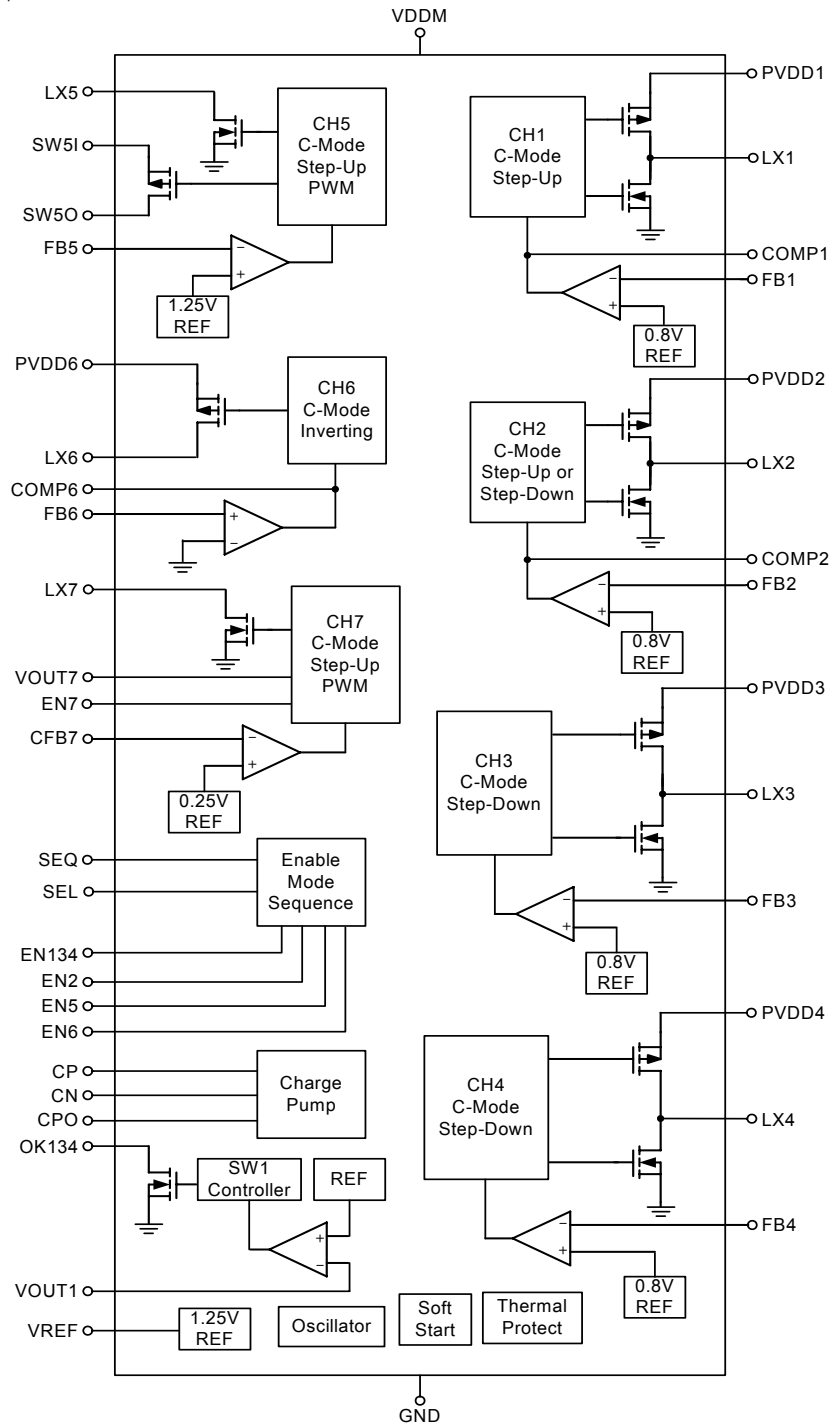 VDDM
LX5
SW5I
SW5O
FB5
CH5
C-Mode
Step-Up
PWM
−
+
1.25V
REF
PVDD6
LX6
COMP6
FB6
CH6
C-Mode
Inverting
+
−
LX7
VOUT7
EN7
CFB7
CH7
C-Mode
Step-Up
PWM
−
+
0.25V
REF
SEQ
SEL
EN134
EN2
EN5
EN6
Enable
Mode
Sequence
CP
CN
CPO
Charge
Pump
OK134
SW1
Controller
REF
+
−
VOUT1
VREF
1.25V
REF
Oscillator
Soft
Start
Thermal
Protect
CH1
C-Mode
Step-Up
PVDD1
LX1
COMP1
FB1
−
+
0.8V
REF
CH2
C-Mode
Step-Up or
Step-Down
PVDD2
LX2
COMP2
FB2
−
+
0.8V
REF
CH3
C-Mode
Step-Down
PVDD3
LX3
FB3
−
+
0.8V
REF
CH4
C-Mode
Step-Down
PVDD4
LX4
FB4
−
+
0.8V
REF
GND